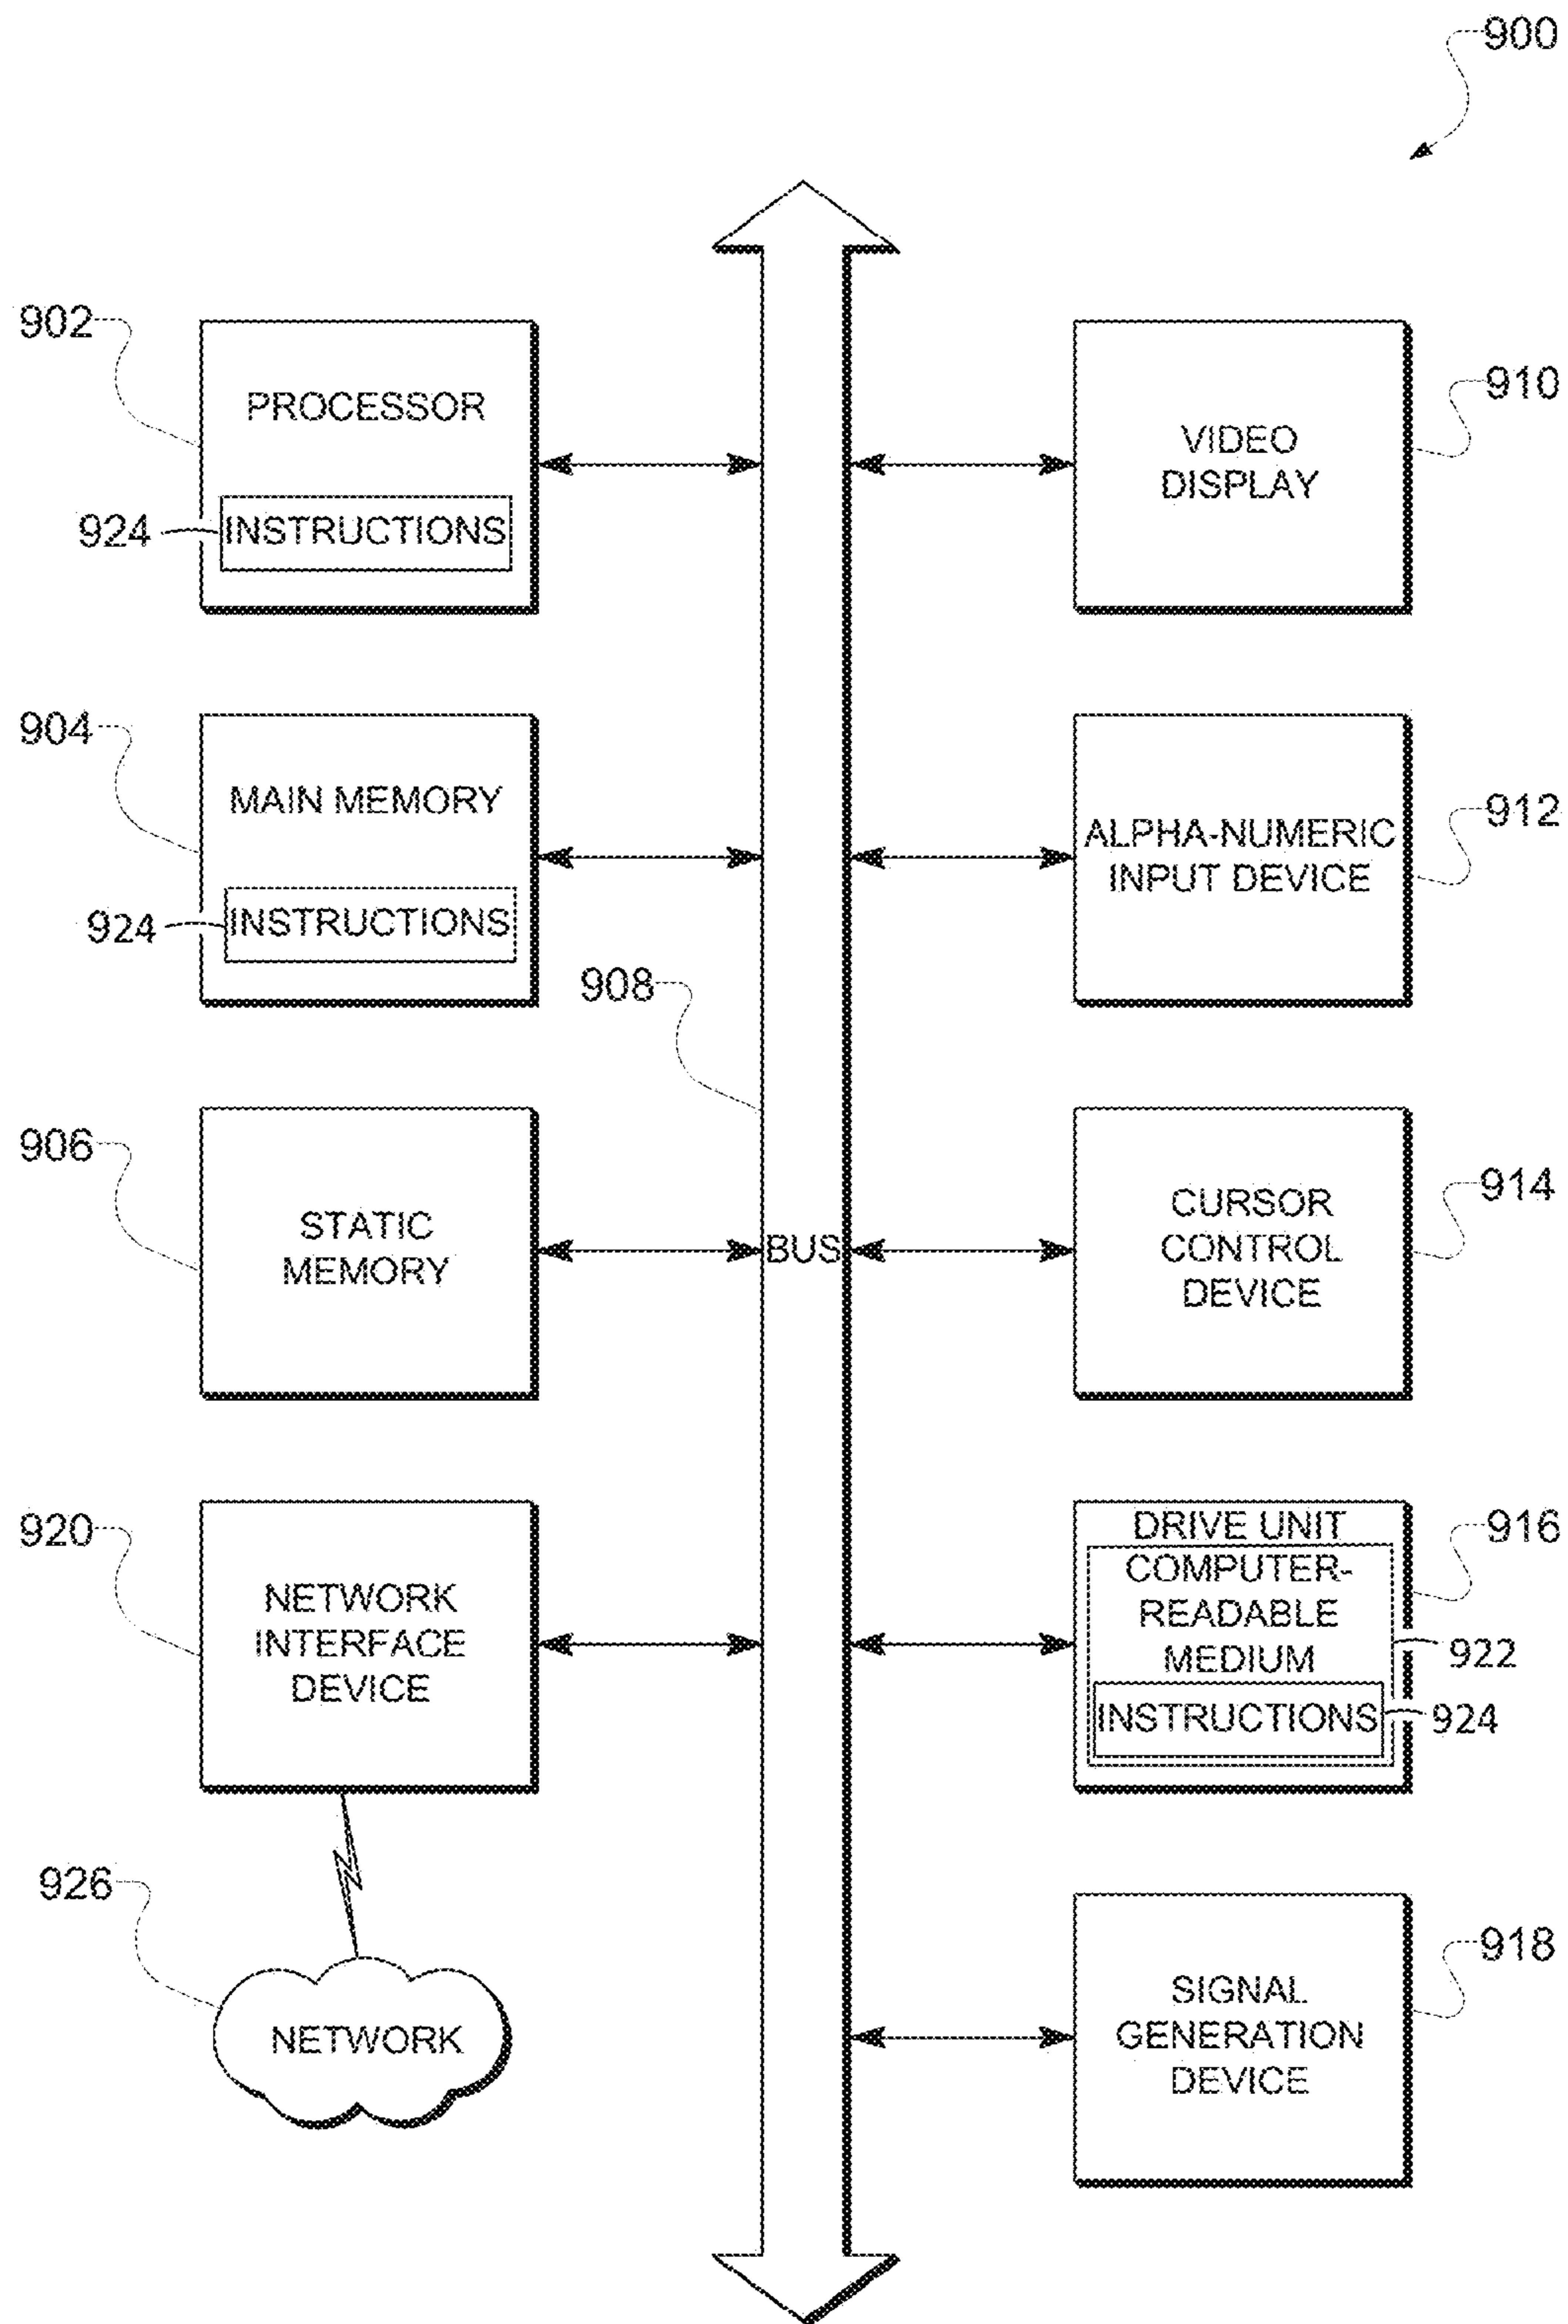 900
902
PROCESSOR
924
INSTRUCTIONS
904
MAIN MEMORY
924
INSTRUCTIONS
906
STATIC
MEMORY
920
NETWORK
INTERFACE
DEVICE
926
NETWORK
908
BUS
910
VIDEO
DISPLAY
912
ALPHA-NUMERIC
INPUT DEVICE
914
CURSOR
CONTROL
DEVICE
916
DRIVE UNIT
COMPUTER-
READABLE
MEDIUM
922
INSTRUCTIONS
924
918
SIGNAL
GENERATION
DEVICE